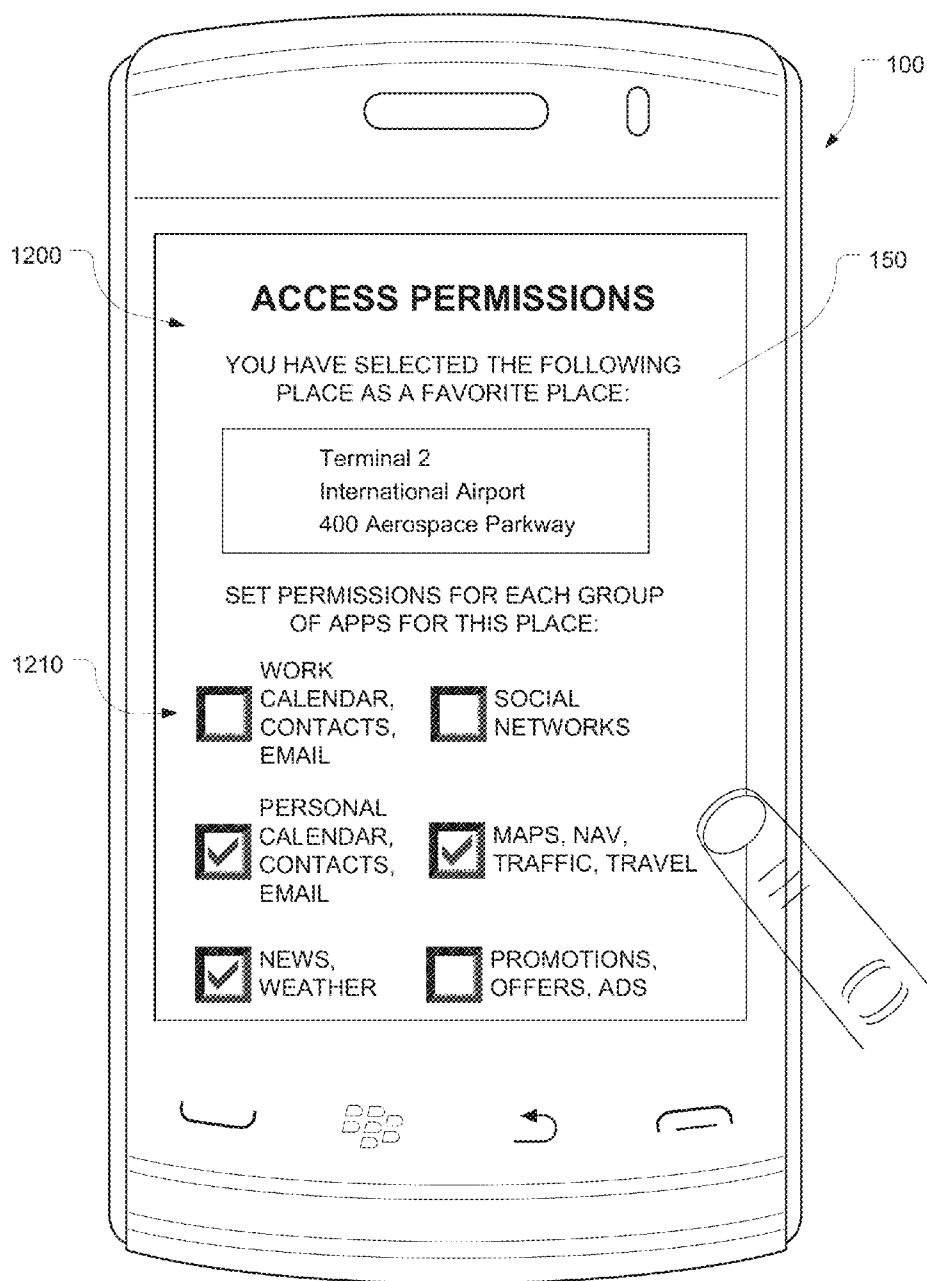 100
1200
150
ACCESS PERMISSIONS
YOU HAVE SELECTED THE FOLLOWING
PLACE AS A FAVORITE PLACE:
Terminal 2
International Airport
400 Aerospace Parkway
SET PERMISSIONS FOR EACH GROUP
OF APPS FOR THIS PLACE:
1210
WORK
CALENDAR,
CONTACTS,
EMAIL
SOCIAL
NETWORKS
PERSONAL
CALENDAR,
CONTACTS,
EMAIL
MAPS, NAV,
TRAFFIC, TRAVEL
NEWS,
WEATHER
PROMOTIONS,
OFFERS, ADS